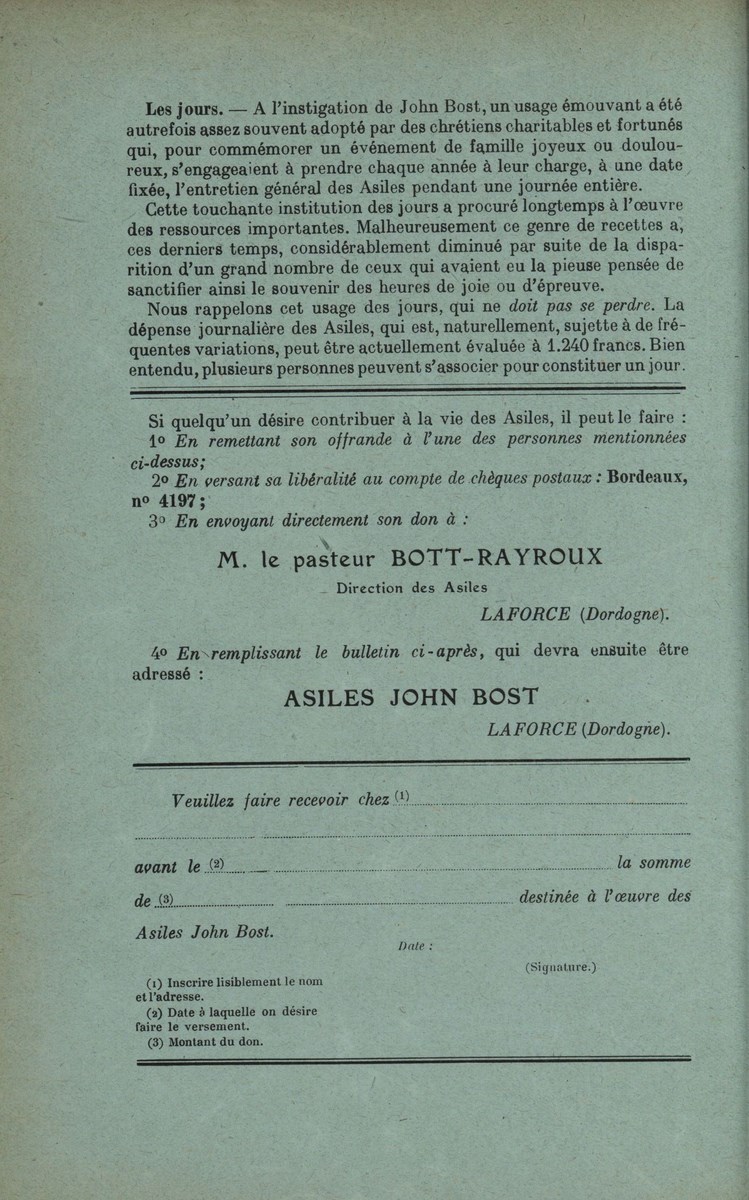 Les jours. — A l'instigation de John Bost, un usage émouvant a été
autrefois assez souvent adopté par des chrétiens charitables et fortunés
qui, pour commémorer un événement de famille joyeux ou doulou-
reux, s'engageaient à prendre chaque année à leur charge, à une date
fixée, l'entretien général des Asiles pendant une journée entière.
Cette touchante institution des jours a procuré longtemps à l'œuvre
des ressources importantes. Malheureusement ce genre de recettes a,
ces derniers temps, considérablement diminué par suite de la dispa-
rition d'un grand nombre de ceux qui avaient eu la pieuse pensée de
sanctifier ainsi le souvenir des heures de joie ou d'épreuve.
Nous rappelons cet usage des jours, qui ne doit pas se perdre. La
dépense journalière des Asiles, qui est, naturellement, sujette à de fré-
quentes variations, peut être actuellement évaluée à 1.240 francs. Bien
entendu, plusieurs personnes peuvent s'associer pour constituer un jour.
Si quelqu'un désire contribuer à la vie des Asiles, il peut le faire :
1º En remettant son offrande à l'une des personnes mentionnées
ci-dessus;
2º En versant sa libéralité au compte de chèques postaux : Bordeaux,
nº 4197;
3º En envoyant directement son don à :
M. le pasteur BOTT-RAYROUX
Direction des Asiles
LAFORCE (Dordogne).
4º En remplissant le bulletin ci-après, qui devra ensuite être
adressé :
ASILES JOHN BOST
LAFORCE (Dordogne).
Veuillez faire recevoir chez (1)
avant le (2) la somme
de (3) destinée à l'œuvre des
Asiles John Bost.
Date :
(Signature.)
(1) Inscrire lisiblement le nom
et l'adresse.
(2) Date à laquelle on désire
faire le versement.
(3) Montant du don.